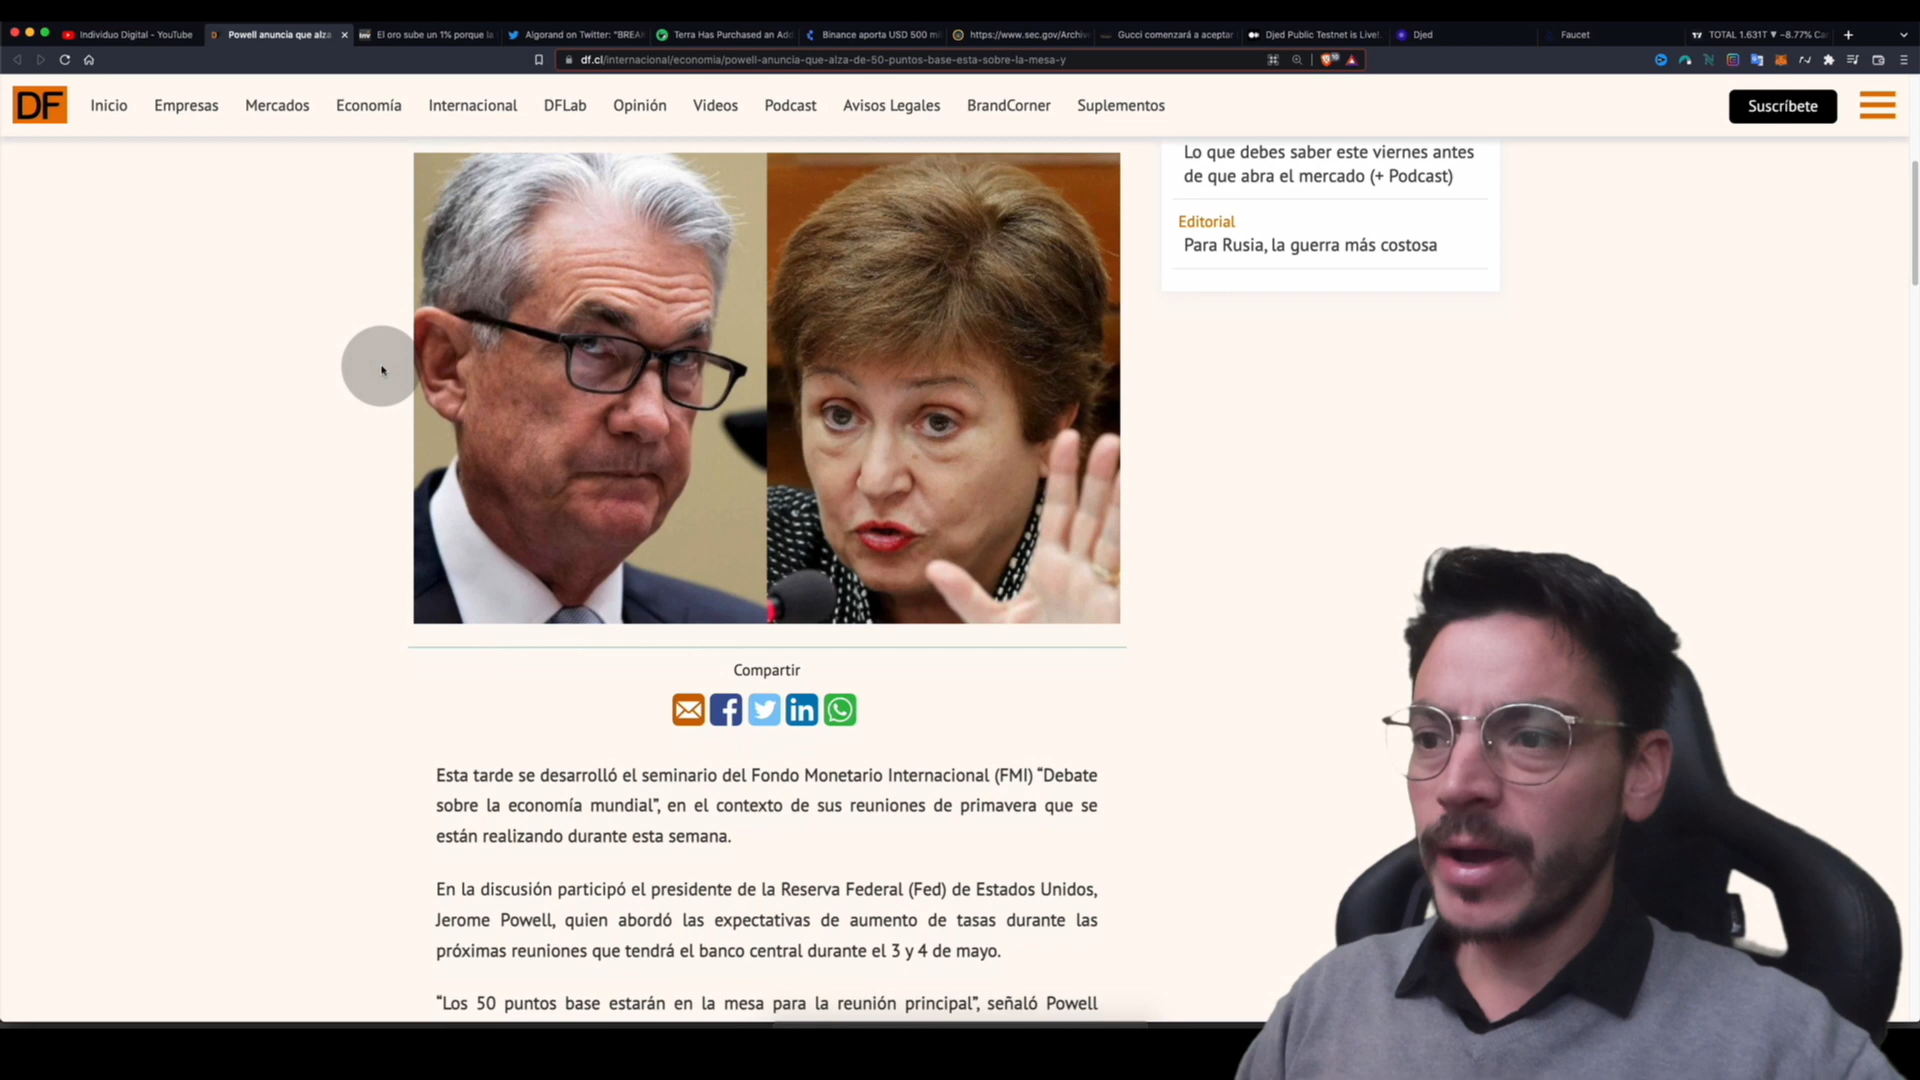 Individuo Digital - YouTube
Powell anuncia que alza
El oro sube un 1% porque la
Algorand on Twitter: "BREA
Terra Has Purchased an Add
Binance aporta USD 500 mil
https://www.sec.gov/Archiv
Gucci comenzará a aceptar
Djed Public Testnet is Live!
Djed
Faucet
TOTAL 1.631T ▼ −8.77% Ca
df.cl/internacional/economia/powell-anuncia-que-alza-de-50-puntos-base-esta-sobre-la-mesa-y
DF
Inicio Empresas Mercados Economía Internacional DFLab Opinión Videos Podcast Avisos Legales BrandCorner Suplementos
Suscríbete
Lo que debes saber este viernes antes
de que abra el mercado (+ Podcast)
Editorial
Para Rusia, la guerra más costosa
Compartir
Esta tarde se desarrolló el seminario del Fondo Monetario Internacional (FMI) “Debate
sobre la economía mundial”, en el contexto de sus reuniones de primavera que se
están realizando durante esta semana.
En la discusión participó el presidente de la Reserva Federal (Fed) de Estados Unidos,
Jerome Powell, quien abordó las expectativas de aumento de tasas durante las
próximas reuniones que tendrá el banco central durante el 3 y 4 de mayo.
“Los 50 puntos base estarán en la mesa para la reunión principal”, señaló Powell